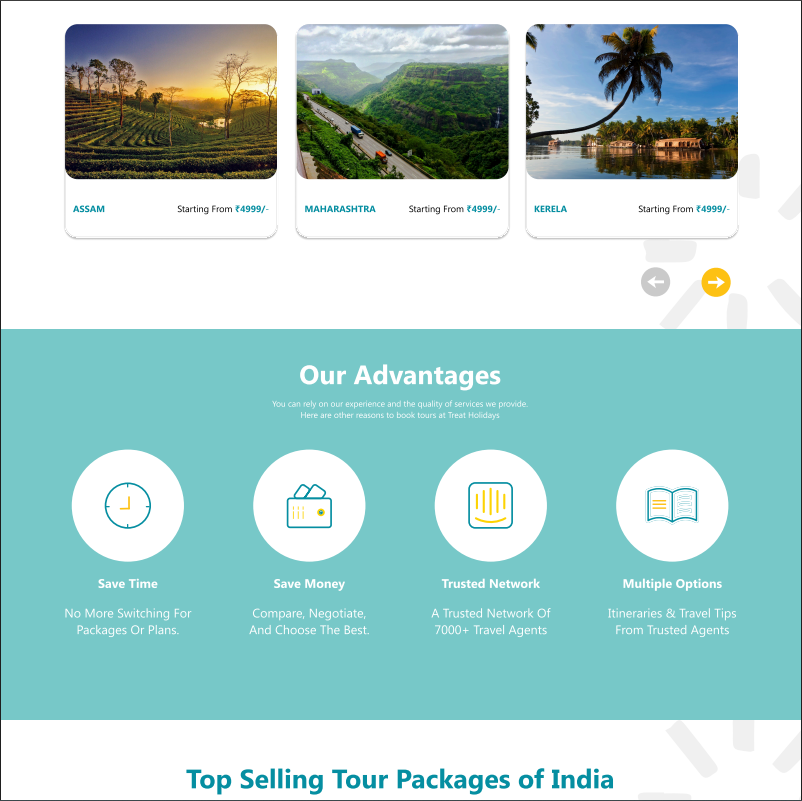 ASSAM Starting From ₹4999/-
MAHARASHTRA Starting From ₹4999/-
KERELA Starting From ₹4999/-
Our Advantages
You can rely on our experience and the quality of services we provide.
Here are other reasons to book tours at Treat Holidays
Save Time
No More Switching For
Packages Or Plans.
Save Money
Compare, Negotiate,
And Choose The Best.
Trusted Network
A Trusted Network Of
7000+ Travel Agents
Multiple Options
Itineraries & Travel Tips
From Trusted Agents
Top Selling Tour Packages of India